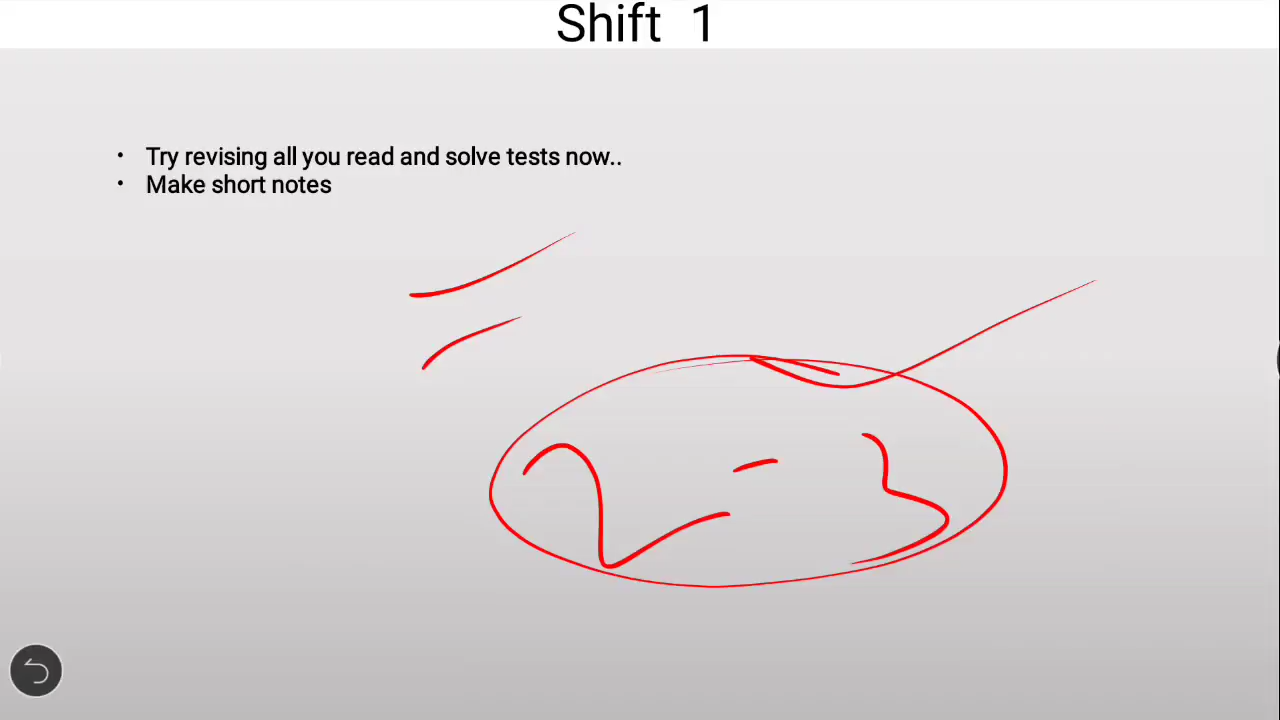 Shift 1
• Try revising all you read and solve tests now..
• Make short notes
2 - 3